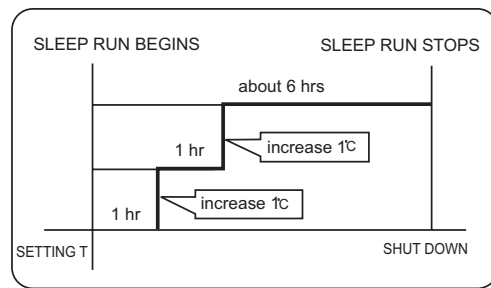 SLEEP RUN BEGINS
SLEEP RUN STOPS
about 6 hrs
1 hr
increase 1℃
1 hr
increase 1℃
SETTING T
SHUT DOWN